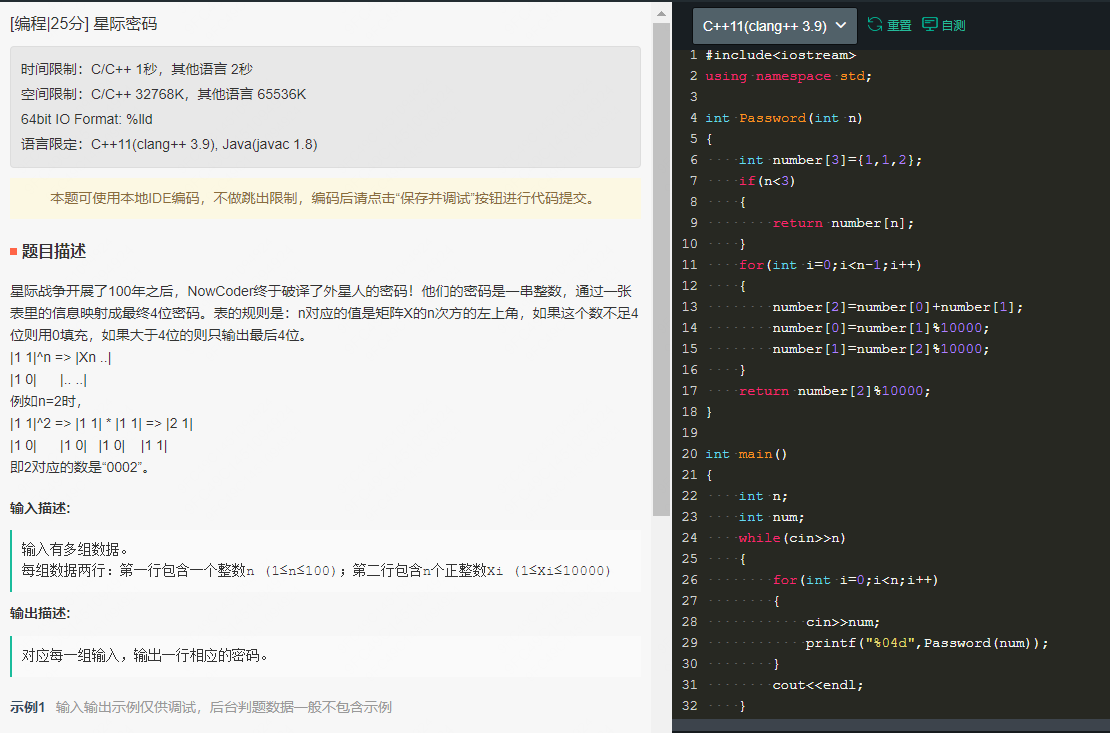 [编程|25分] 星际密码
时间限制：C/C++ 1秒，其他语言 2秒
空间限制：C/C++ 32768K，其他语言 65536K
64bit IO Format: %lld
语言限定：C++11(clang++ 3.9), Java(javac 1.8)
本题可使用本地IDE编码，不做跳出限制，编码后请点击“保存并调试”按钮进行代码提交。
题目描述
星际战争开展了100年之后，NowCoder终于破译了外星人的密码！他们的密码是一串整数，通过一张
表里的信息映射成最终4位密码。表的规则是：n对应的值是矩阵X的n次方的左上角，如果这个数不足4
位则用0填充，如果大于4位的则只输出最后4位。
|1 1|^n => |Xn ..|
|1 0|      |.. ..|
例如n=2时，
|1 1|^2 => |1 1| * |1 1| => |2 1|
|1 0|      |1 0|   |1 0|    |1 1|
即2对应的数是“0002”。
输入描述:
输入有多组数据。
每组数据两行：第一行包含一个整数n (1≤n≤100)；第二行包含n个正整数Xi (1≤Xi≤10000)
输出描述:
对应每一组输入，输出一行相应的密码。
示例1 输入输出示例仅供调试，后台判题数据一般不包含示例
C++11(clang++ 3.9) 重置 自测
1 #include<iostream>
2 using namespace std;
3
4 int Password(int n)
5 {
6     int number[3]={1,1,2};
7     if(n<3)
8     {
9         return number[n];
10     }
11     for(int i=0;i<n-1;i++)
12     {
13         number[2]=number[0]+number[1];
14         number[0]=number[1]%10000;
15         number[1]=number[2]%10000;
16     }
17     return number[2]%10000;
18 }
19
20 int main()
21 {
22     int n;
23     int num;
24     while(cin>>n)
25     {
26         for(int i=0;i<n;i++)
27         {
28             cin>>num;
29             printf("%04d",Password(num));
30         }
31         cout<<endl;
32     }